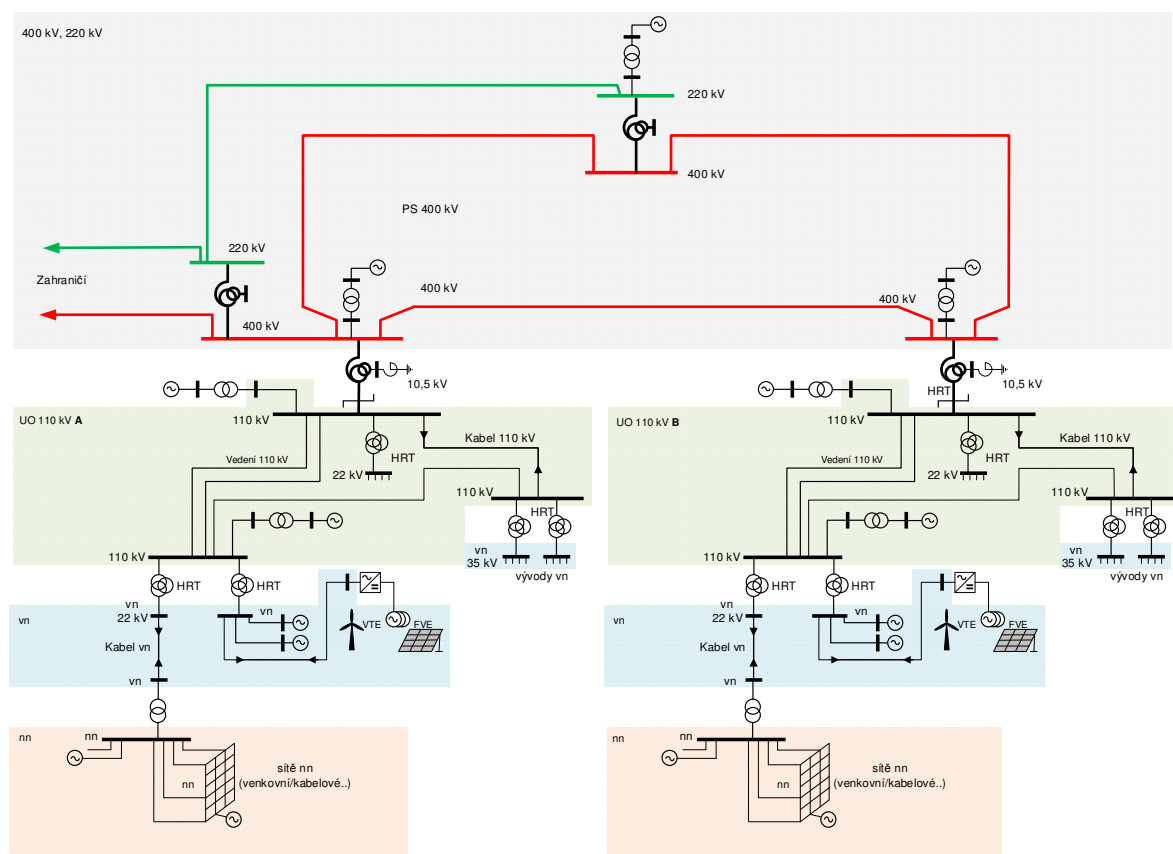 400 kV, 220 kV
220 kV
400 kV
PS 400 kV
220 kV
Zahraničí
400 kV
400 kV
400 kV
10,5 kV
HRT
10,5 kV
UO 110 kV A
110 kV
Kabel 110 kV
Vedení 110 kV
HRT
22 kV
110 kV
HRT
110 kV
vn
35 kV
vývody vn
HRT
HRT
vn
vn
22 kV
vn
VTE
FVE
Kabel vn
vn
nn
nn
sítě nn
(venkovní/kabelové..)
nn
UO 110 kV B
110 kV
Kabel 110 kV
Vedení 110 kV
HRT
22 kV
110 kV
HRT
110 kV
vn
35 kV
vývody vn
HRT
HRT
vn
vn
22 kV
vn
VTE
FVE
Kabel vn
vn
nn
nn
sítě nn
(venkovní/kabelové..)
nn